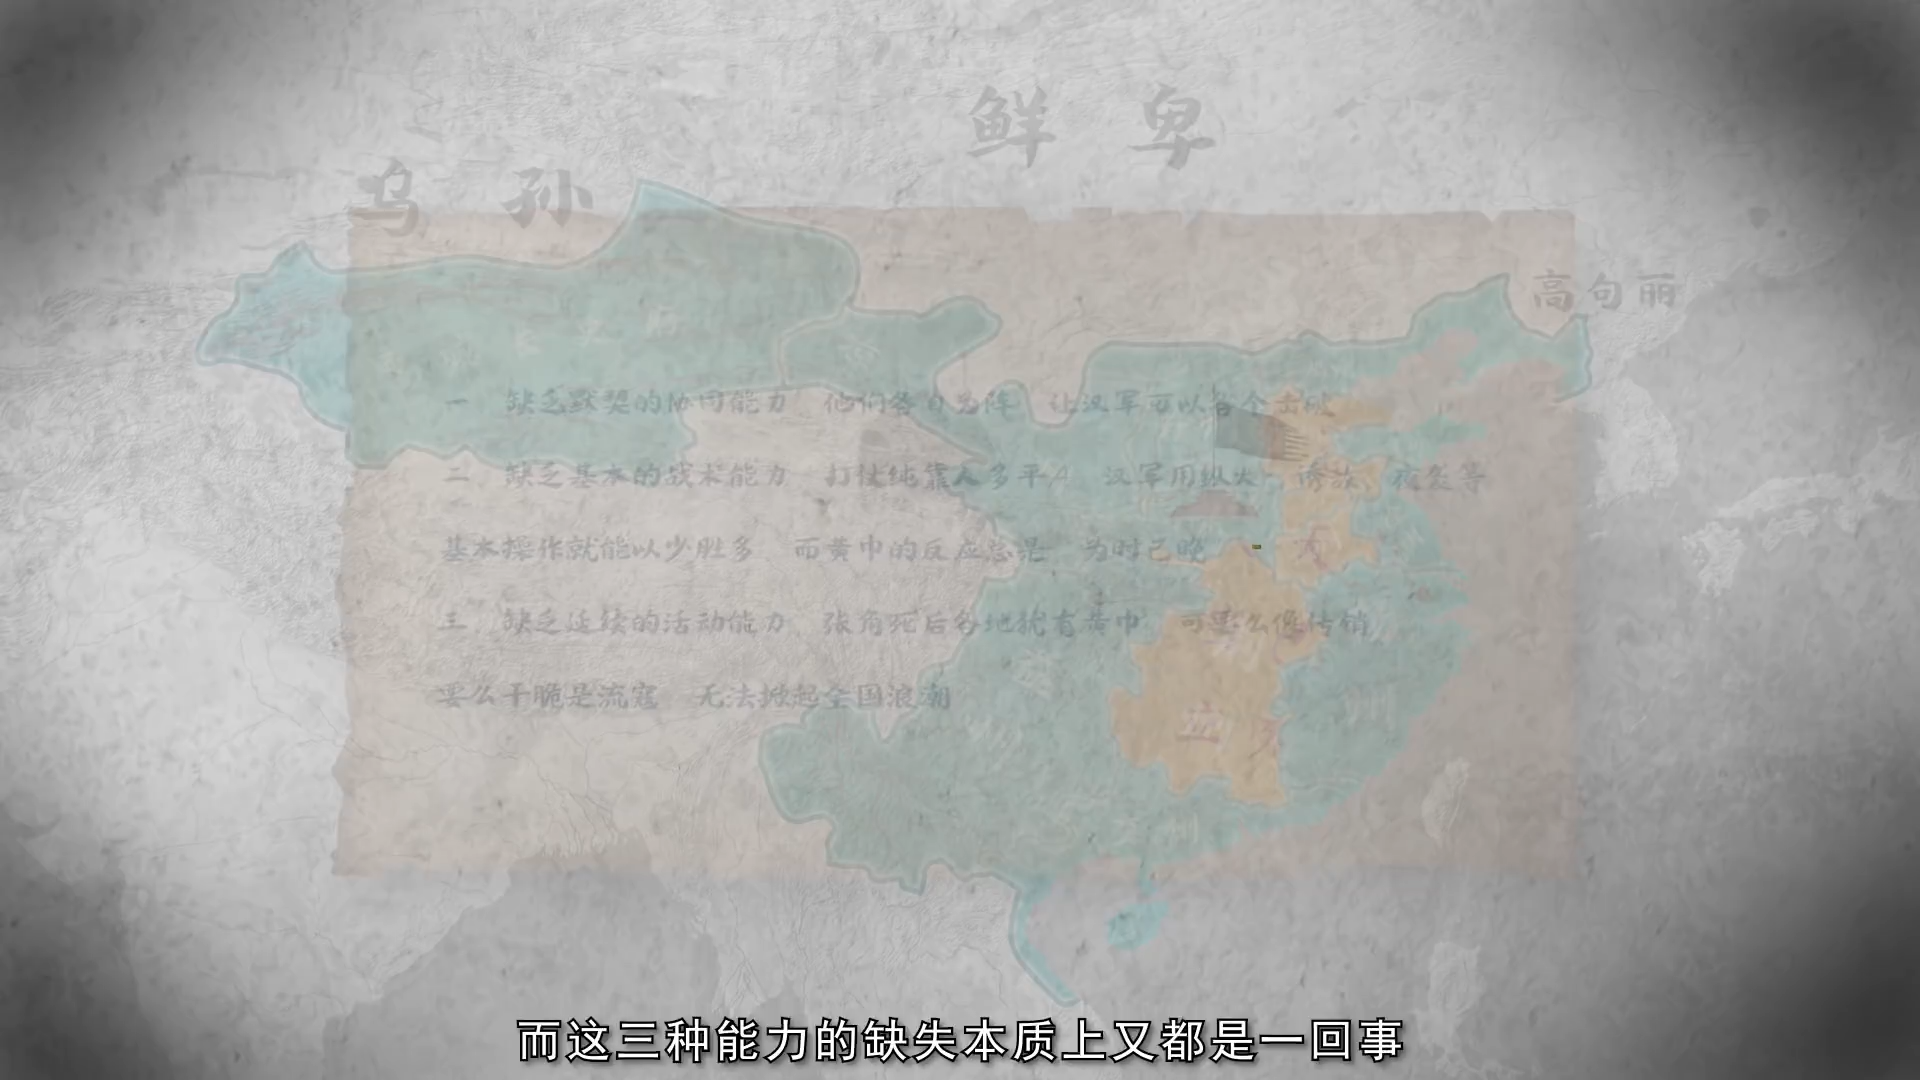 鲜 卑
乌 孙
高句丽
一 缺乏默契的协同能力 他们各自为阵 让汉军可以各个击破
二 缺乏基本的战术能力 打仗纯靠人多平A 汉军用纵火 诱敌 夜袭等
基本操作就能以少胜多 而黄巾的反应总是 为时已晚
三 缺乏延续的活动能力 张角死后各地犹有黄巾 可要么像传销
要么干脆是流寇 无法掀起全国浪潮
而这三种能力的缺失本质上又都是一回事